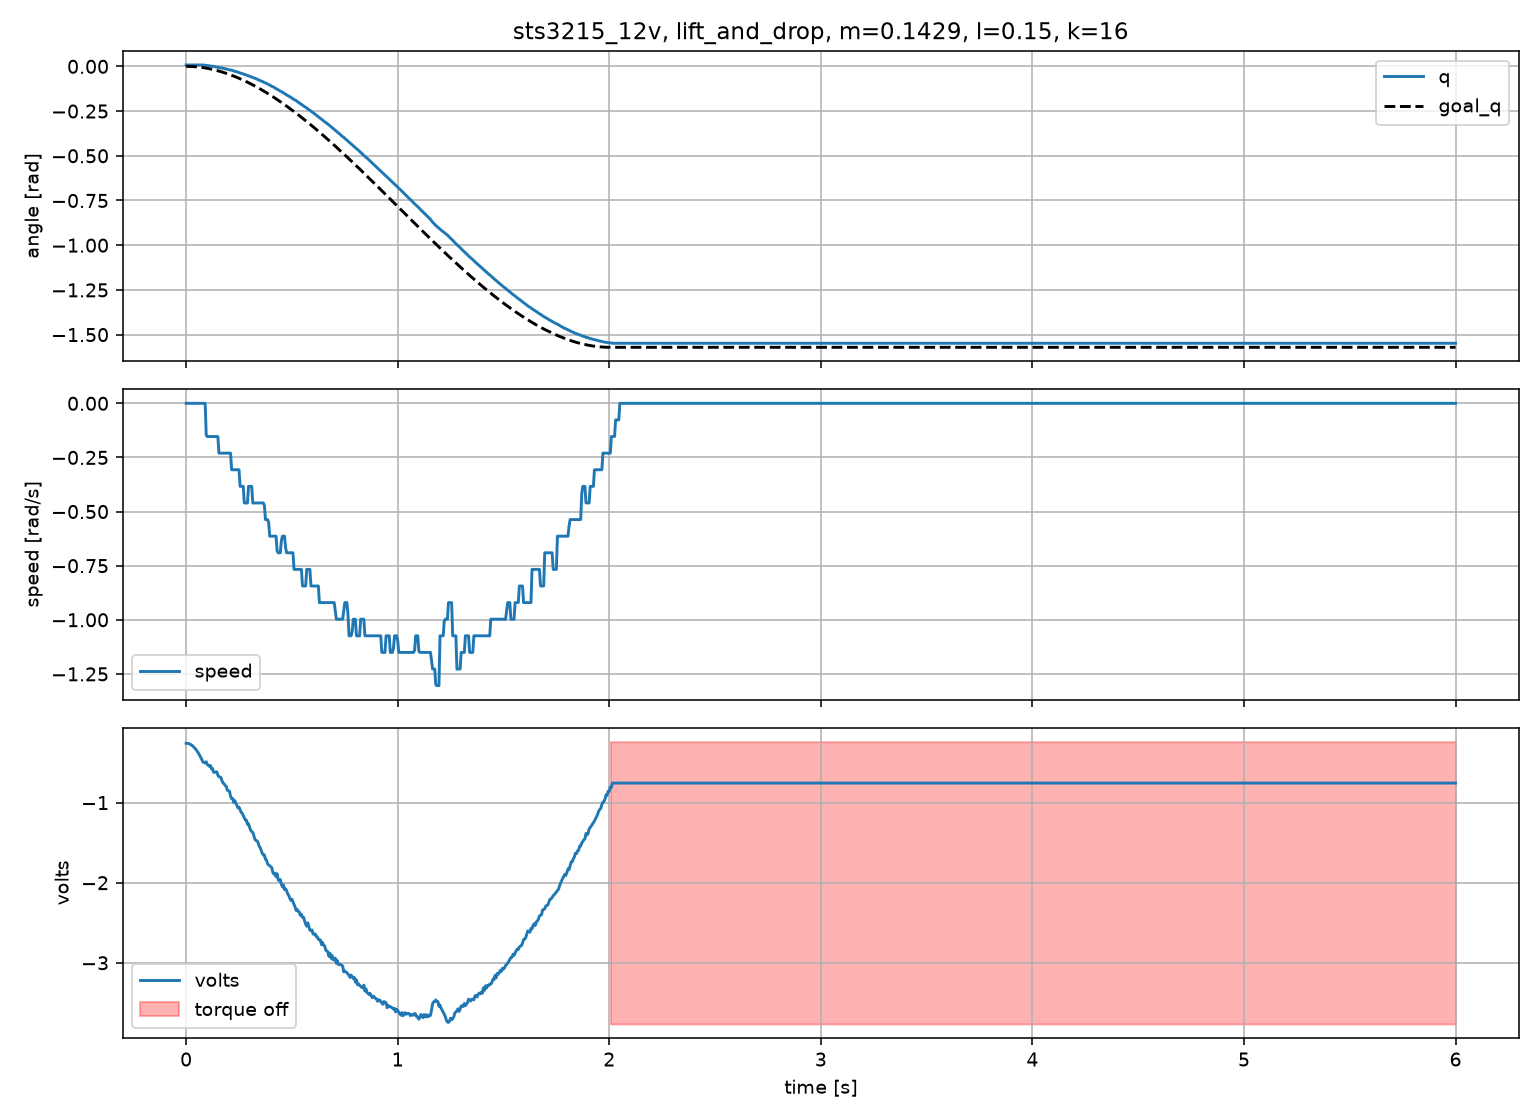 sts3215_12v, lift_and_drop, m=0.1429, l=0.15, k=16
angle [rad]
0.00
−0.25
−0.50
−0.75
−1.00
−1.25
−1.50
q
goal_q
speed [rad/s]
0.00
−0.25
−0.50
−0.75
−1.00
−1.25
speed
volts
−1
−2
−3
volts
torque off
0 1 2 3 4 5 6
time [s]